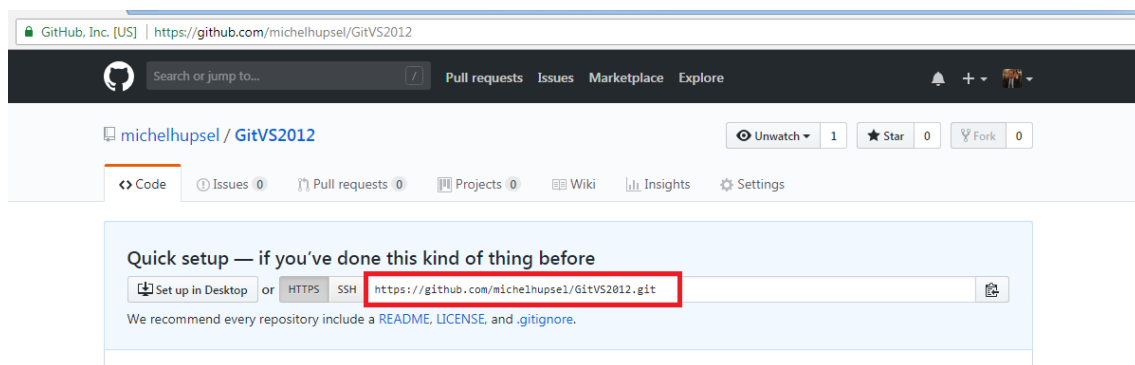 GitHub, Inc. [US] | https://github.com/michelhupsel/GitVS2012
Search or jump to... / Pull requests Issues Marketplace Explore
michelhupsel / GitVS2012 Unwatch 1 Star 0 Fork 0
Code Issues 0 Pull requests 0 Projects 0 Wiki Insights Settings
Quick setup — if you've done this kind of thing before
Set up in Desktop or HTTPS SSH https://github.com/michelhupsel/GitVS2012.git
We recommend every repository include a README, LICENSE, and .gitignore.